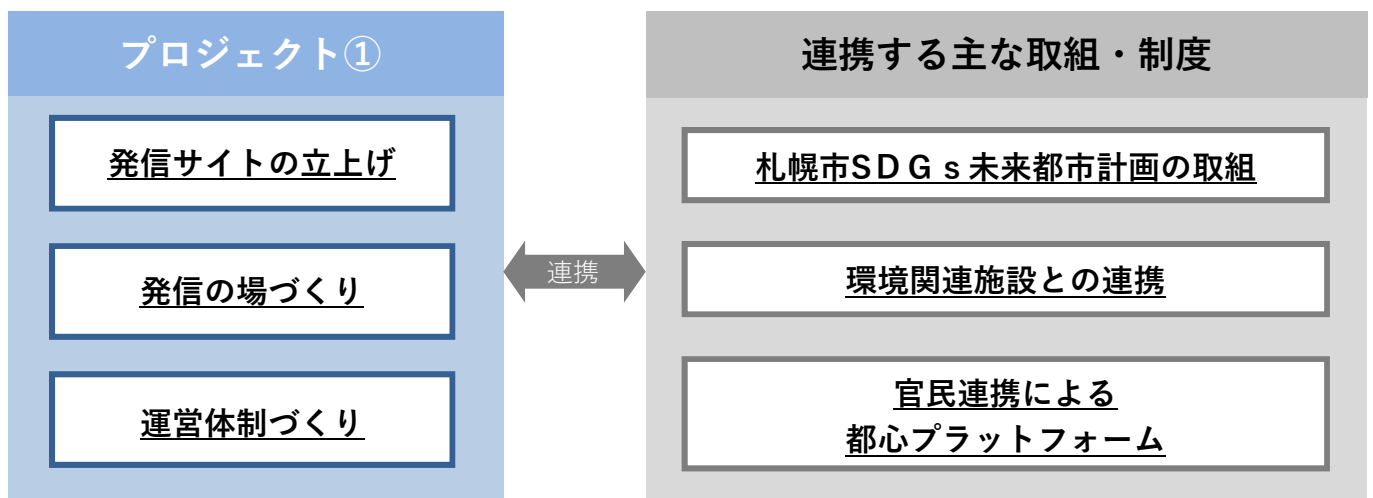 プロジェクト①
発信サイトの立上げ
発信の場づくり
運営体制づくり
連携
連携する主な取組・制度
札幌市SDGs未来都市計画の取組
環境関連施設との連携
官民連携による
都心プラットフォーム